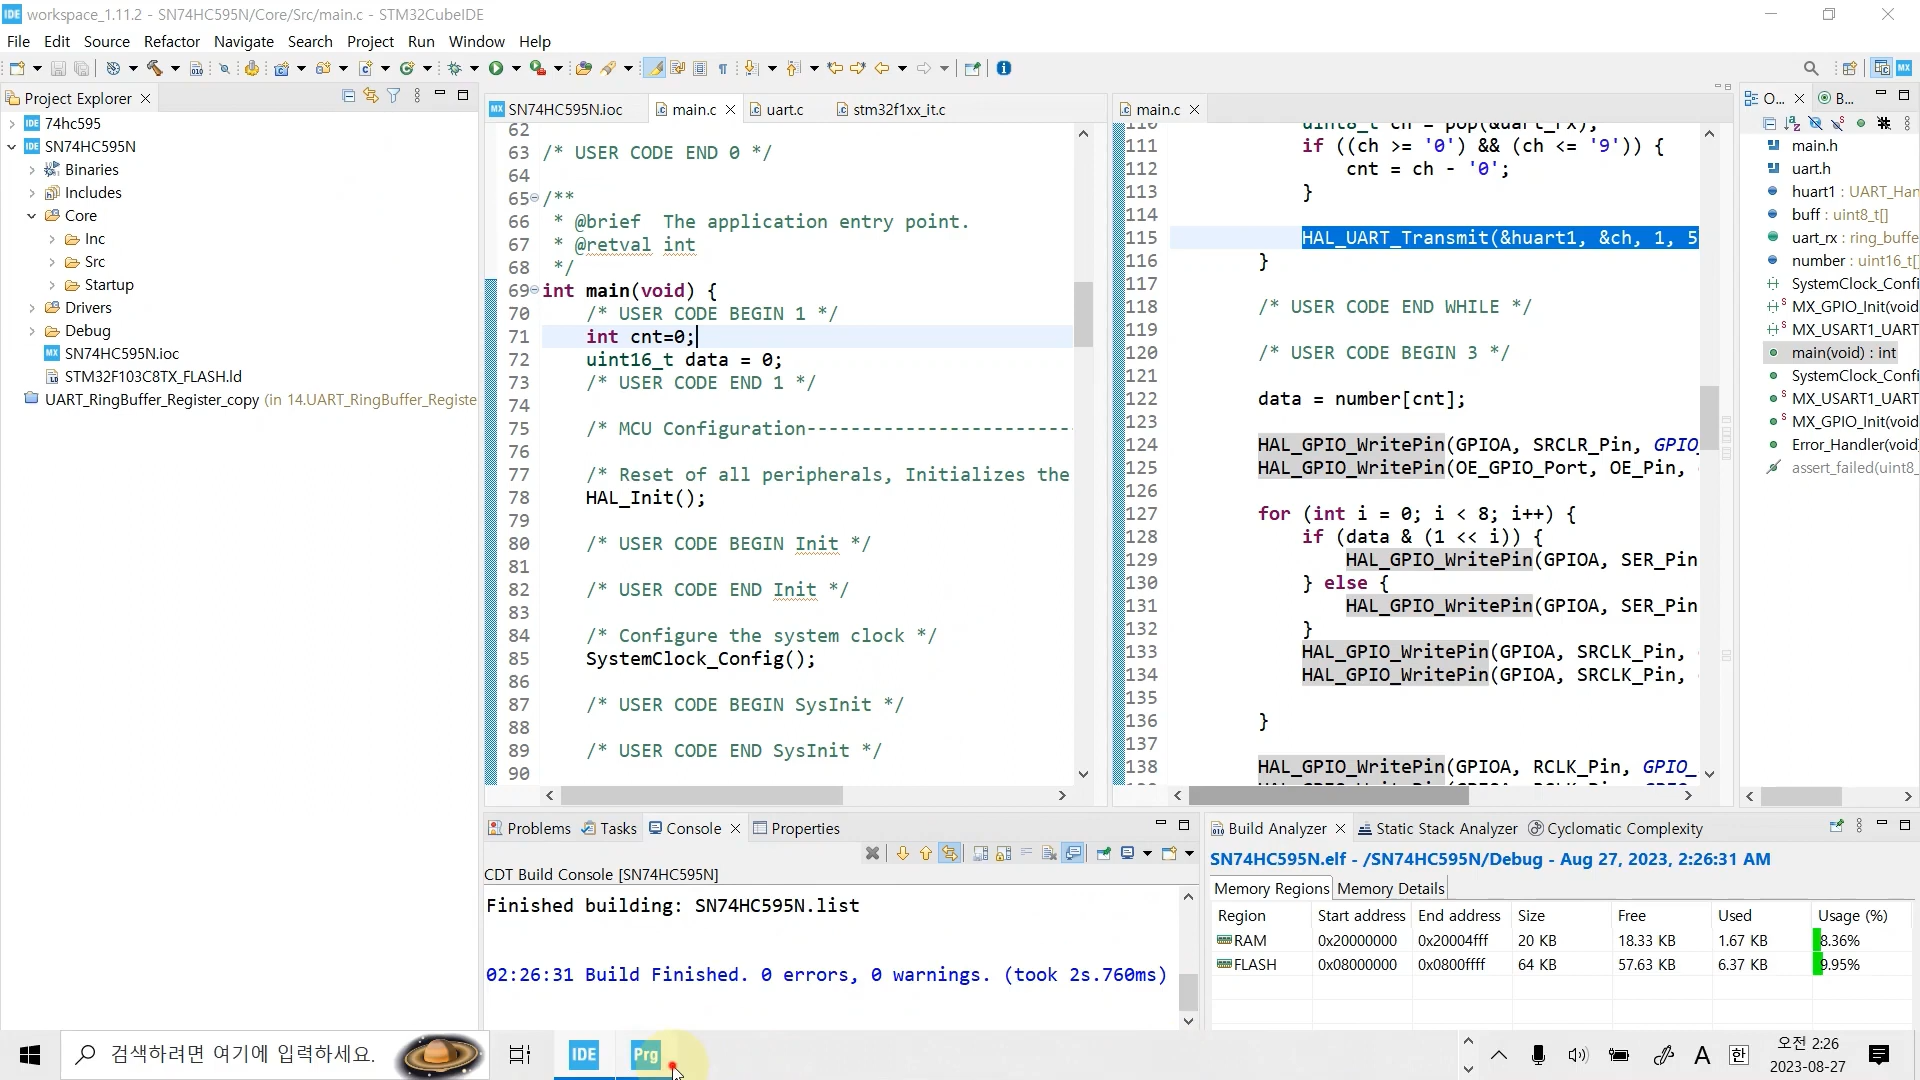 IDE workspace_1.11.2 - SN74HC595N/Core/Src/main.c - STM32CubeIDE
File Edit Source Refactor Navigate Search Project Run Window Help
Project Explorer
74hc595
SN74HC595N
Binaries
Includes
Core
Inc
Src
Startup
Drivers
Debug
SN74HC595N.ioc
STM32F103C8TX_FLASH.ld
UART_RingBuffer_Register_copy (in 14.UART_RingBuffer_Registe
SN74HC595N.ioc main.c uart.c stm32f1xx_it.c
62
63 /* USER CODE END 0 */
64
65 /**
66 * @brief  The application entry point.
67 * @retval int
68 */
69 int main(void) {
70 /* USER CODE BEGIN 1 */
71 int cnt=0;
72 uint16_t data = 0;
73 /* USER CODE END 1 */
74
75 /* MCU Configuration------------------------
76
77 /* Reset of all peripherals, Initializes the
78 HAL_Init();
79
80 /* USER CODE BEGIN Init */
81
82 /* USER CODE END Init */
83
84 /* Configure the system clock */
85 SystemClock_Config();
86
87 /* USER CODE BEGIN SysInit */
88
89 /* USER CODE END SysInit */
90
main.c
110 uint8_t ch = pop(&uart_rx);
111 if ((ch >= '0') && (ch <= '9')) {
112 cnt = ch - '0';
113 }
114
115 HAL_UART_Transmit(&huart1, &ch, 1, 5
116 }
117
118 /* USER CODE END WHILE */
119
120 /* USER CODE BEGIN 3 */
121
122 data = number[cnt];
123
124 HAL_GPIO_WritePin(GPIOA, SRCLR_Pin, GPIO_
125 HAL_GPIO_WritePin(OE_GPIO_Port, OE_Pin,
126
127 for (int i = 0; i < 8; i++) {
128 if (data & (1 << i)) {
129 HAL_GPIO_WritePin(GPIOA, SER_Pin
130 } else {
131 HAL_GPIO_WritePin(GPIOA, SER_Pin
132 }
133 HAL_GPIO_WritePin(GPIOA, SRCLK_Pin,
134 HAL_GPIO_WritePin(GPIOA, SRCLK_Pin,
135
136 }
137
138 HAL_GPIO_WritePin(GPIOA, RCLK_Pin, GPIO_
O... B...
main.h
uart.h
huart1 : UART_Han
buff : uint8_t[]
uart_rx : ring_buffe
number : uint16_t[]
SystemClock_Confi
MX_GPIO_Init(void
MX_USART1_UART
main(void) : int
SystemClock_Confi
MX_USART1_UART
MX_GPIO_Init(void
Error_Handler(void
assert_failed(uint8_
Problems Tasks Console Properties
CDT Build Console [SN74HC595N]
Finished building: SN74HC595N.list
02:26:31 Build Finished. 0 errors, 0 warnings. (took 2s.760ms)
Build Analyzer Static Stack Analyzer Cyclomatic Complexity
SN74HC595N.elf - /SN74HC595N/Debug - Aug 27, 2023, 2:26:31 AM
Memory Regions Memory Details
Region Start address End address Size Free Used Usage (%)
RAM 0x20000000 0x20004fff 20 KB 18.33 KB 1.67 KB 8.36%
FLASH 0x08000000 0x0800ffff 64 KB 57.63 KB 6.37 KB 9.95%
검색하려면 여기에 입력하세요.
IDE Prg
A 한
오전 2:26
2023-08-27